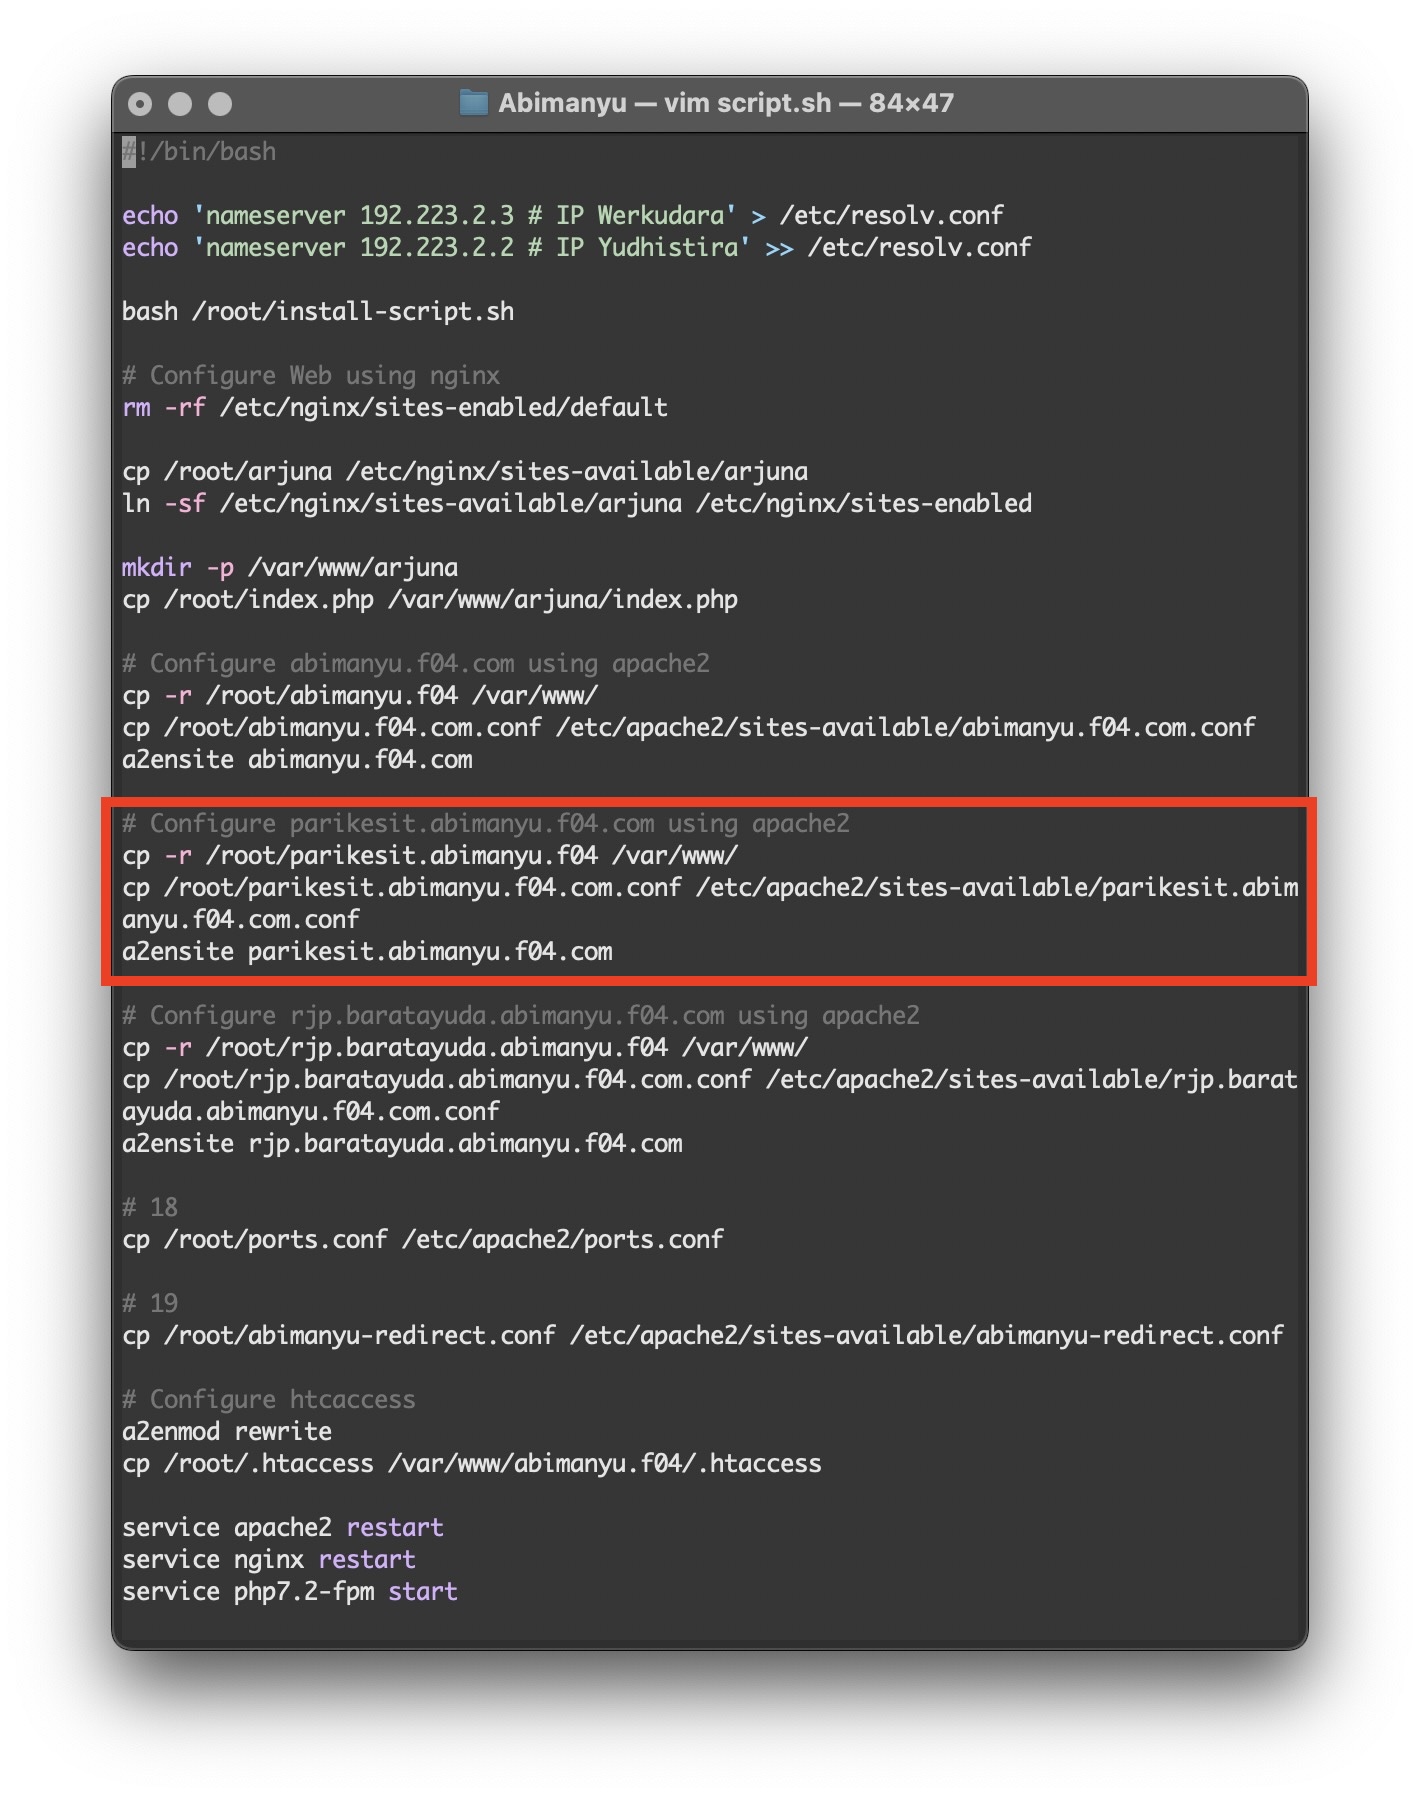 Abimanyu — vim script.sh — 84×47
#!/bin/bash
echo 'nameserver 192.223.2.3 # IP Werkudara' > /etc/resolv.conf
echo 'nameserver 192.223.2.2 # IP Yudhistira' >> /etc/resolv.conf
bash /root/install-script.sh
# Configure Web using nginx
rm -rf /etc/nginx/sites-enabled/default
cp /root/arjuna /etc/nginx/sites-available/arjuna
ln -sf /etc/nginx/sites-available/arjuna /etc/nginx/sites-enabled
mkdir -p /var/www/arjuna
cp /root/index.php /var/www/arjuna/index.php
# Configure abimanyu.f04.com using apache2
cp -r /root/abimanyu.f04 /var/www/
cp /root/abimanyu.f04.com.conf /etc/apache2/sites-available/abimanyu.f04.com.conf
a2ensite abimanyu.f04.com
# Configure parikesit.abimanyu.f04.com using apache2
cp -r /root/parikesit.abimanyu.f04 /var/www/
cp /root/parikesit.abimanyu.f04.com.conf /etc/apache2/sites-available/parikesit.abim
anyu.f04.com.conf
a2ensite parikesit.abimanyu.f04.com
# Configure rjp.baratayuda.abimanyu.f04.com using apache2
cp -r /root/rjp.baratayuda.abimanyu.f04 /var/www/
cp /root/rjp.baratayuda.abimanyu.f04.com.conf /etc/apache2/sites-available/rjp.barat
ayuda.abimanyu.f04.com.conf
a2ensite rjp.baratayuda.abimanyu.f04.com
# 18
cp /root/ports.conf /etc/apache2/ports.conf
# 19
cp /root/abimanyu-redirect.conf /etc/apache2/sites-available/abimanyu-redirect.conf
# Configure htcaccess
a2enmod rewrite
cp /root/.htaccess /var/www/abimanyu.f04/.htaccess
service apache2 restart
service nginx restart
service php7.2-fpm start